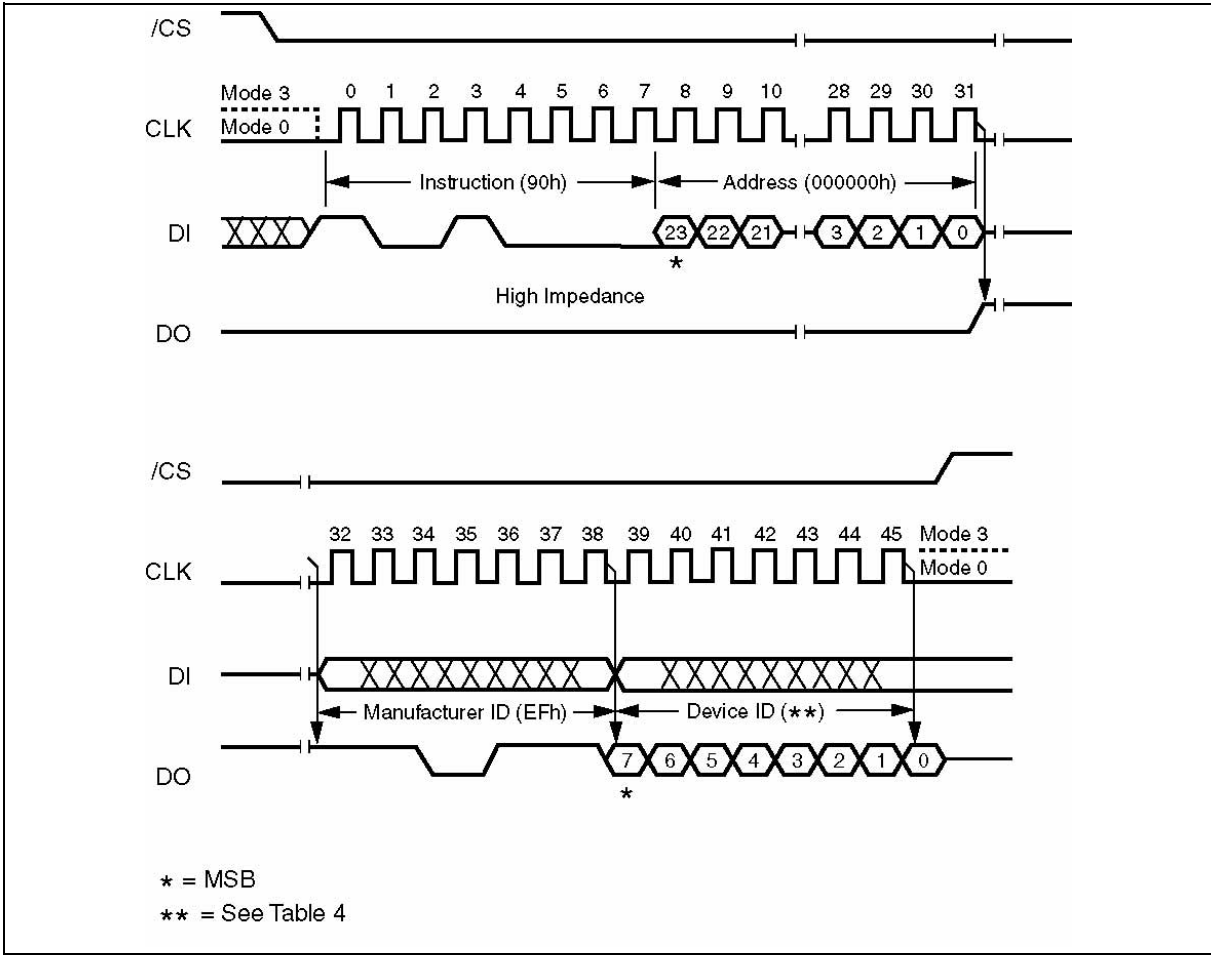 /CS
Mode 3 0 1 2 3 4 5 6 7 8 9 10 28 29 30 31
CLK Mode 0
Instruction (90h) Address (000000h)
DI 23 22 21 3 2 1 0
*
High Impedance
DO
/CS
32 33 34 35 36 37 38 39 40 41 42 43 44 45 Mode 3
CLK Mode 0
DI
Manufacturer ID (EFh) Device ID (**)
DO 7 6 5 4 3 2 1 0
*
* = MSB
** = See Table 4